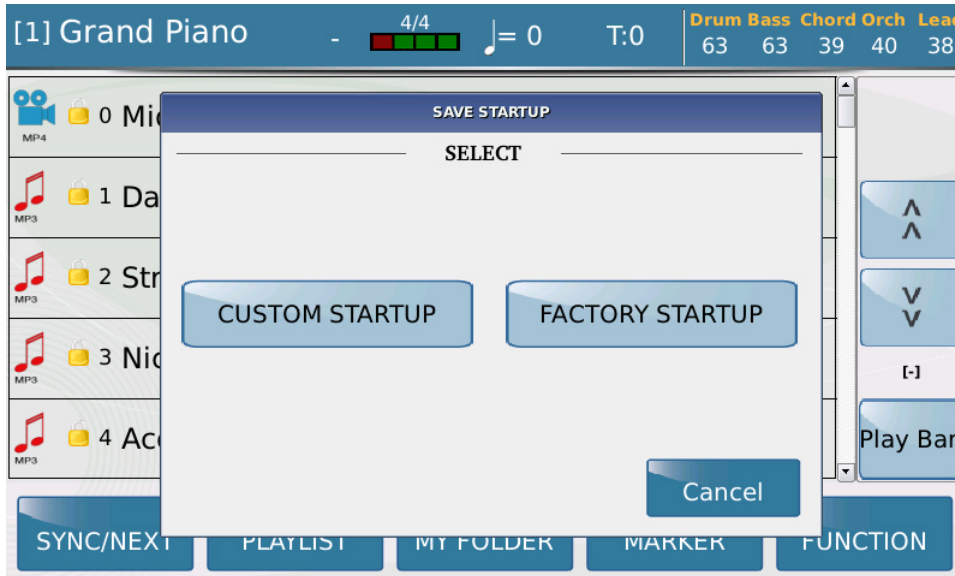 [1] Grand Piano - 4/4 = 0 T:0
Drum Bass Chord Orch Lead
63 63 39 40 38
MP4 0
MP3 1 Da
MP3 2 Str
MP3 3 Nic
MP3 4
SAVE STARTUP
SELECT
CUSTOM STARTUP FACTORY STARTUP
Cancel
[-]
Play Bar
SYNC/NEXT PLAYLIST MY FOLDER MARKER FUNCTION